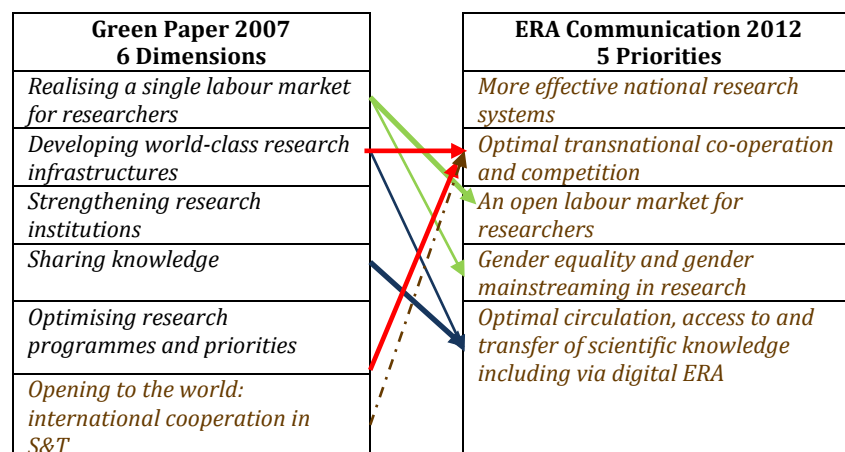 Green Paper 2007
6 Dimensions
Realising a single labour market
for researchers
Developing world-class research
infrastructures
Strengthening research
institutions
Sharing knowledge
Optimising research
programmes and priorities
Opening to the world:
international cooperation in
S&T
ERA Communication 2012
5 Priorities
More effective national research
systems
Optimal transnational co-operation
and competition
An open labour market for
researchers
Gender equality and gender
mainstreaming in research
Optimal circulation, access to and
transfer of scientific knowledge
including via digital ERA